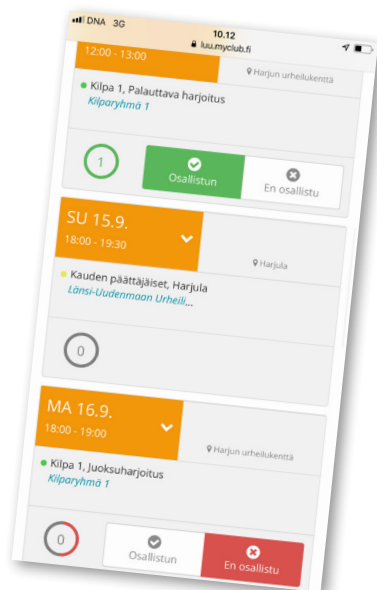 DNA 3G
10.12
luu.myclub.fi
12:00 - 13:00
Harjun urheilukenttä
Kilpa 1, Palauttava harjoitus
Kilparyhmä 1
1
Osallistun
En osallistu
SU 15.9.
18:00 - 19:30
Harjula
Kauden päättäjäiset, Harjula
Länsi-Uudenmaan Urheili...
0
MA 16.9.
18:00 - 19:00
Harjun urheilukenttä
Kilpa 1, Juoksuharjoitus
Kilparyhmä 1
0
Osallistun
En osallistu